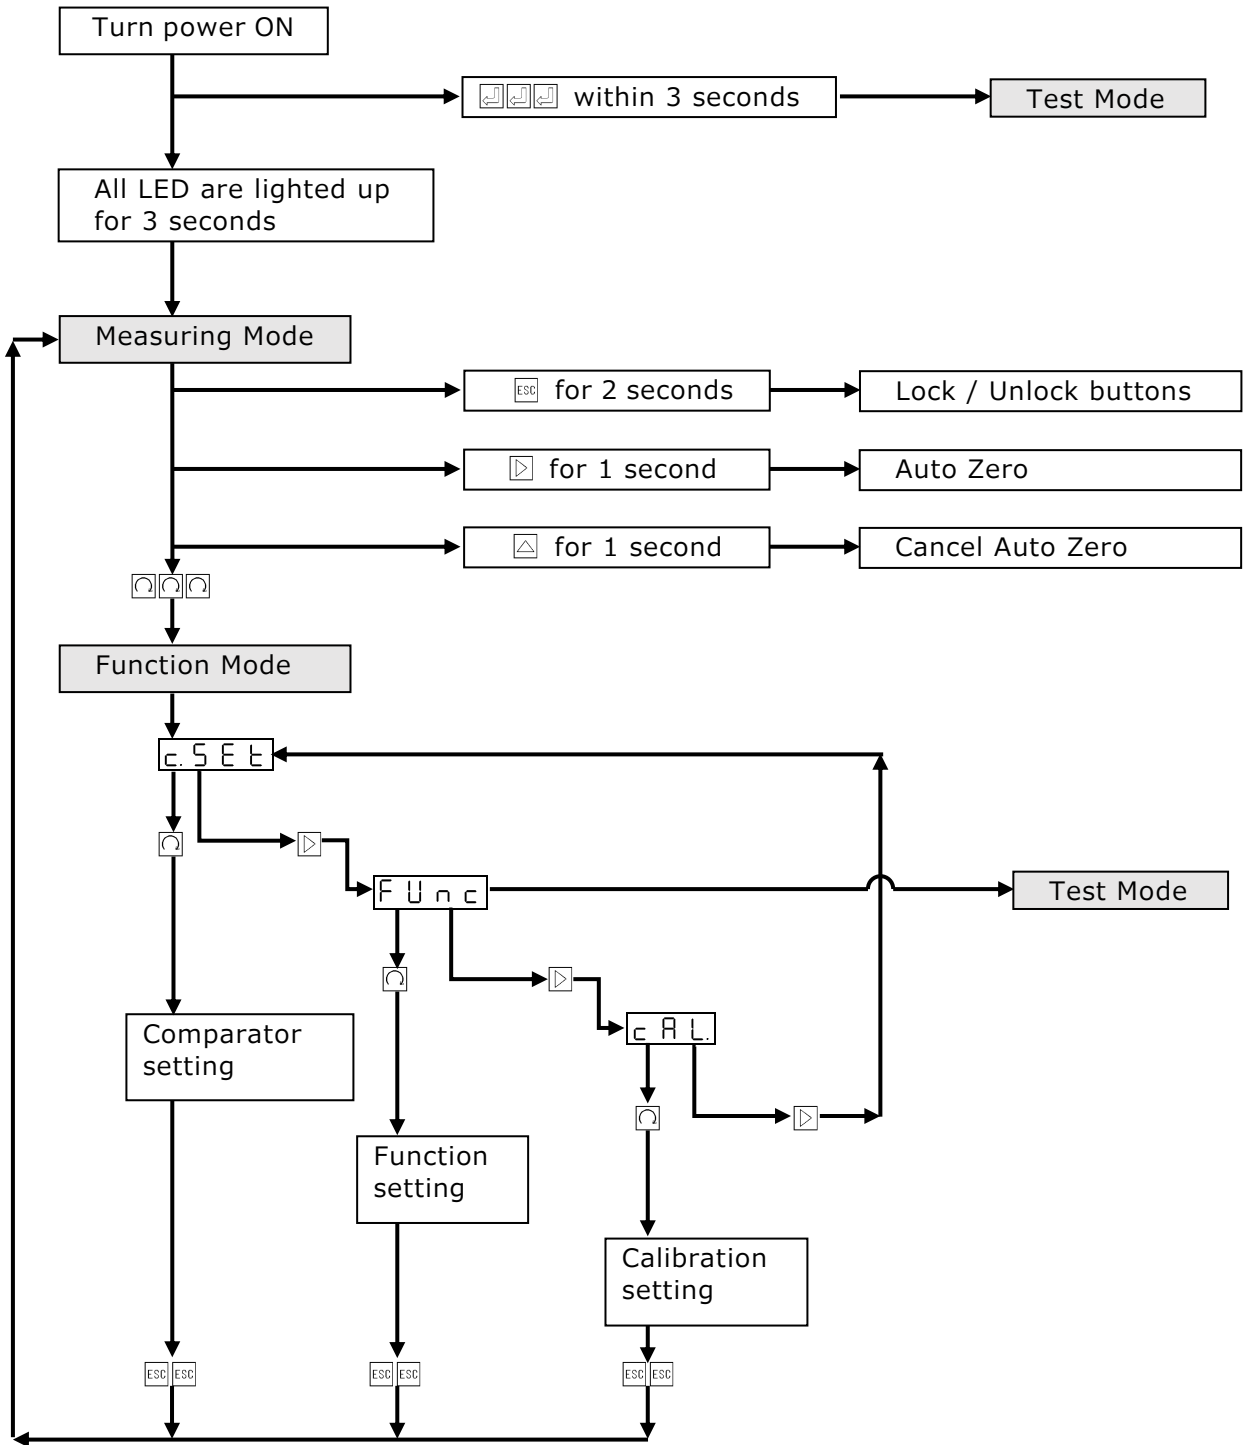 Turn power ON
within 3 seconds
Test Mode
All LED are lighted up
for 3 seconds
Measuring Mode
ESC for 2 seconds
Lock / Unlock buttons
for 1 second
Auto Zero
for 1 second
Cancel Auto Zero
Function Mode
c.SEt
FUnc
Test Mode
cAL.
Comparator
setting
Function
setting
Calibration
setting
ESC ESC
ESC ESC
ESC ESC